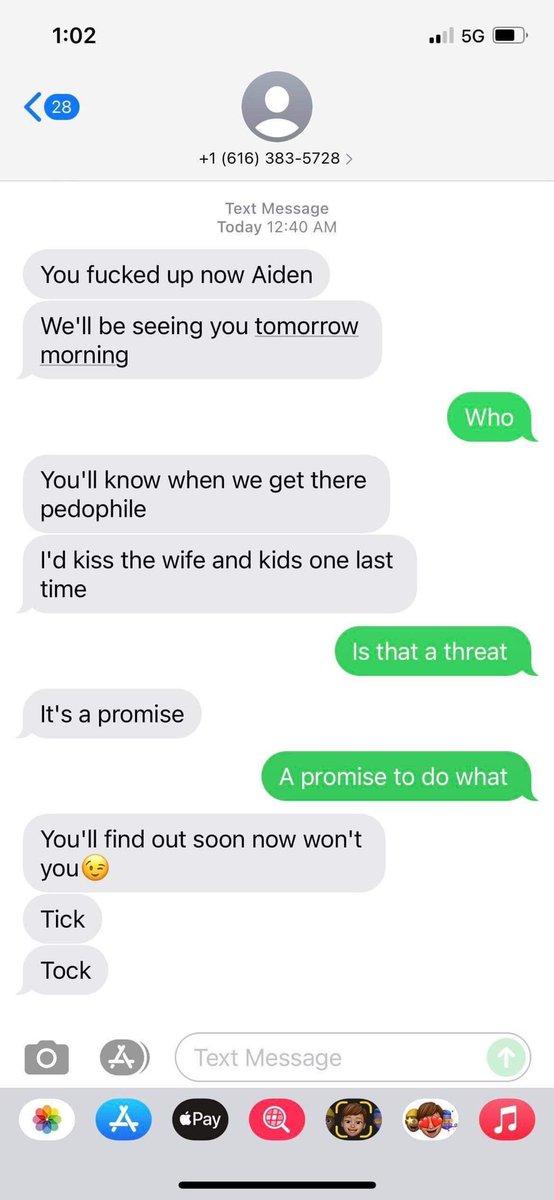 1:02
5G
28
+1 (616) 383-5728
Text Message
Today 12:40 AM
You fucked up now Aiden
We'll be seeing you tomorrow
morning
Who
You'll know when we get there
pedophile
I'd kiss the wife and kids one last
time
Is that a threat
It's a promise
A promise to do what
You'll find out soon now won't
you😉
Tick
Tock
Text Message
Pay